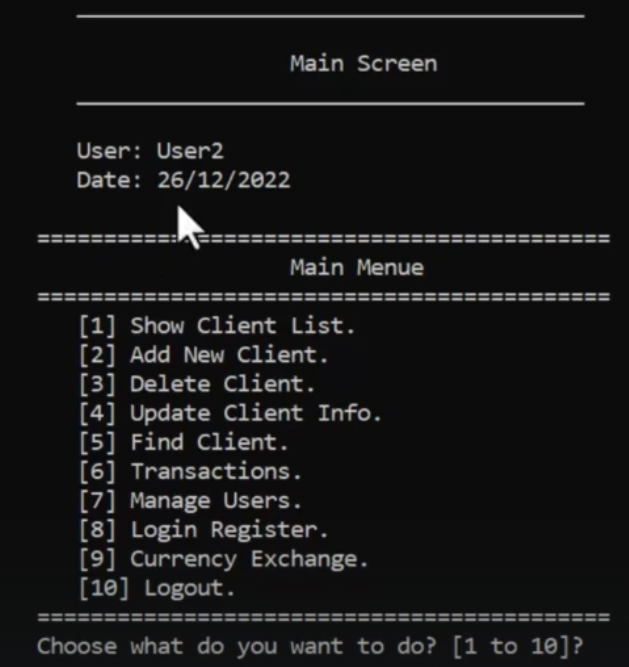 Main Screen
User: User2
Date: 26/12/2022
===========================================
Main Menue
===========================================
[1] Show Client List.
[2] Add New Client.
[3] Delete Client.
[4] Update Client Info.
[5] Find Client.
[6] Transactions.
[7] Manage Users.
[8] Login Register.
[9] Currency Exchange.
[10] Logout.
===========================================
Choose what do you want to do? [1 to 10]?